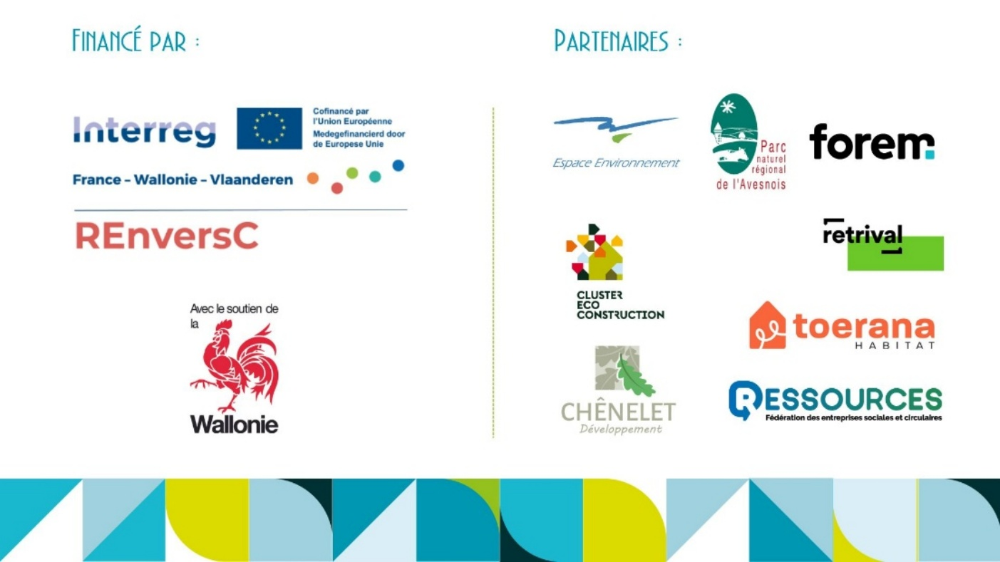 Financé par :
Interreg
Cofinancé par
l'Union Européenne
Medegefinancierd door
de Europese Unie
France – Wallonie – Vlaanderen
REnversC
Avec le soutien de
la
Wallonie
Partenaires :
Espace Environnement
Parc
naturel
régional
de l'Avesnois
forem
CLUSTER
ECO
CONSTRUCTION
retrival
toerana
HABITAT
CHÊNELET
Développement
RESSOURCES
Fédération des entreprises sociales et circulaires